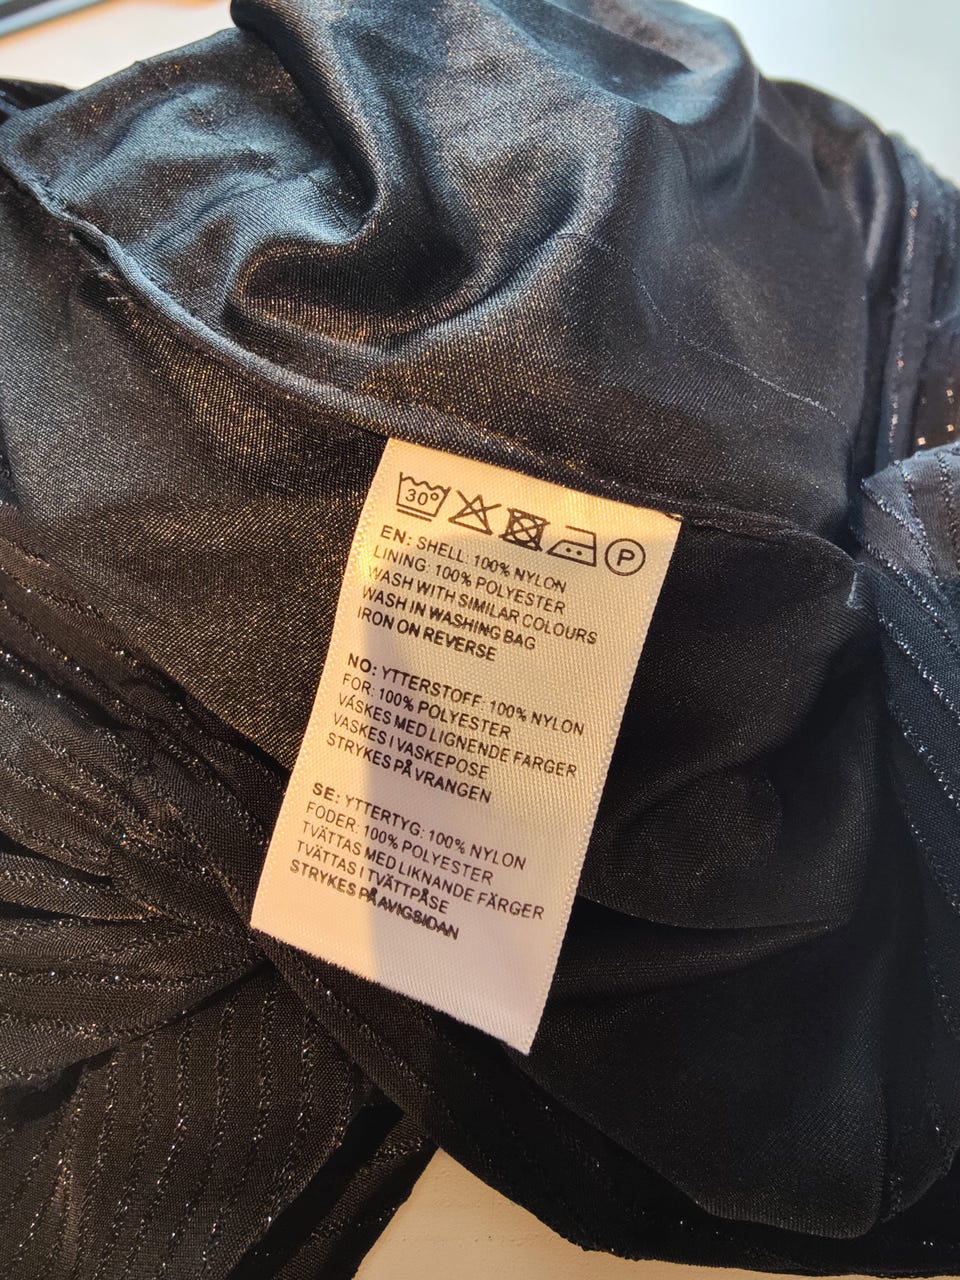 30°
P
EN: SHELL: 100% NYLON
LINING: 100% POLYESTER
WASH WITH SIMILAR COLOURS
WASH IN WASHING BAG
IRON ON REVERSE
NO: YTTERSTOFF: 100% NYLON
FOR: 100% POLYESTER
VASKES MED LIGNENDE FARGER
VASKES I VASKEPOSE
STRYKES PÅ VRANGEN
SE: YTTERTYG: 100% NYLON
FODER: 100% POLYESTER
TVÄTTAS MED LIKNANDE FÄRGER
TVÄTTAS I TVÄTTPÅSE
STRYKES PÅ AVIGSIDAN